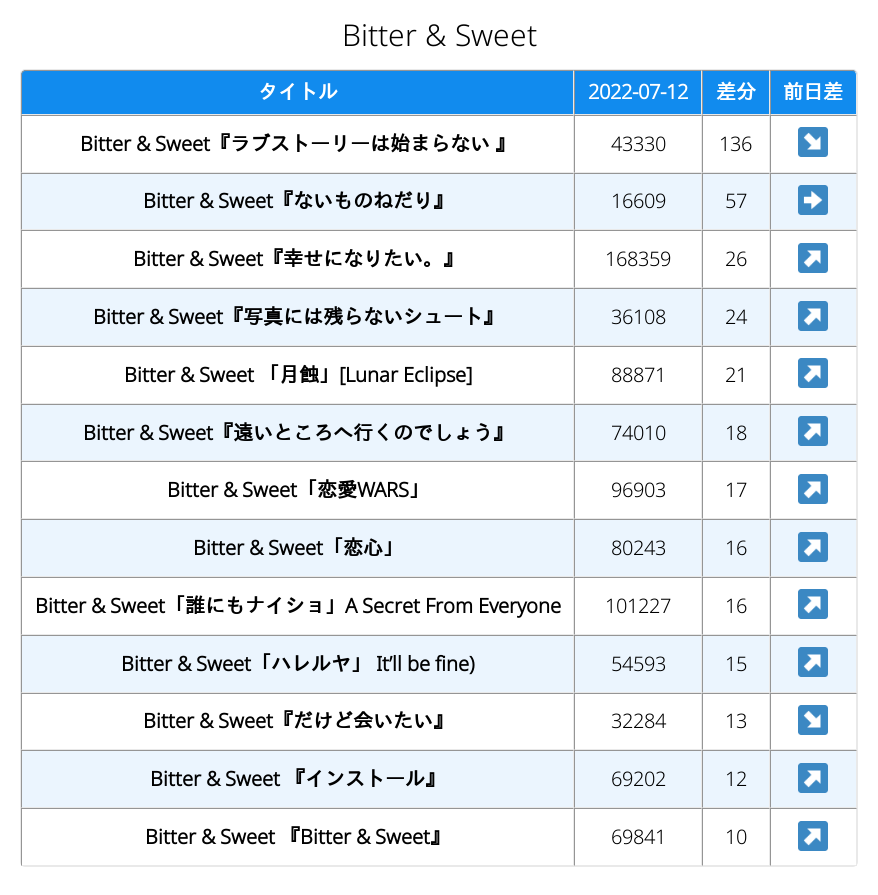 Bitter & Sweet
タイトル 2022-07-12 差分 前日差
Bitter & Sweet『ラブストーリーは始まらない 』 43330 136
Bitter & Sweet『ないものねだり』 16609 57
Bitter & Sweet『幸せになりたい。』 168359 26
Bitter & Sweet『写真には残らないシュート』 36108 24
Bitter & Sweet 「月蝕」[Lunar Eclipse] 88871 21
Bitter & Sweet『遠いところへ行くのでしょう』 74010 18
Bitter & Sweet「恋愛WARS」 96903 17
Bitter & Sweet「恋心」 80243 16
Bitter & Sweet「誰にもナイショ」A Secret From Everyone 101227 16
Bitter & Sweet「ハレルヤ」 It’ll be fine) 54593 15
Bitter & Sweet『だけど会いたい』 32284 13
Bitter & Sweet 『インストール』 69202 12
Bitter & Sweet 『Bitter & Sweet』 69841 10